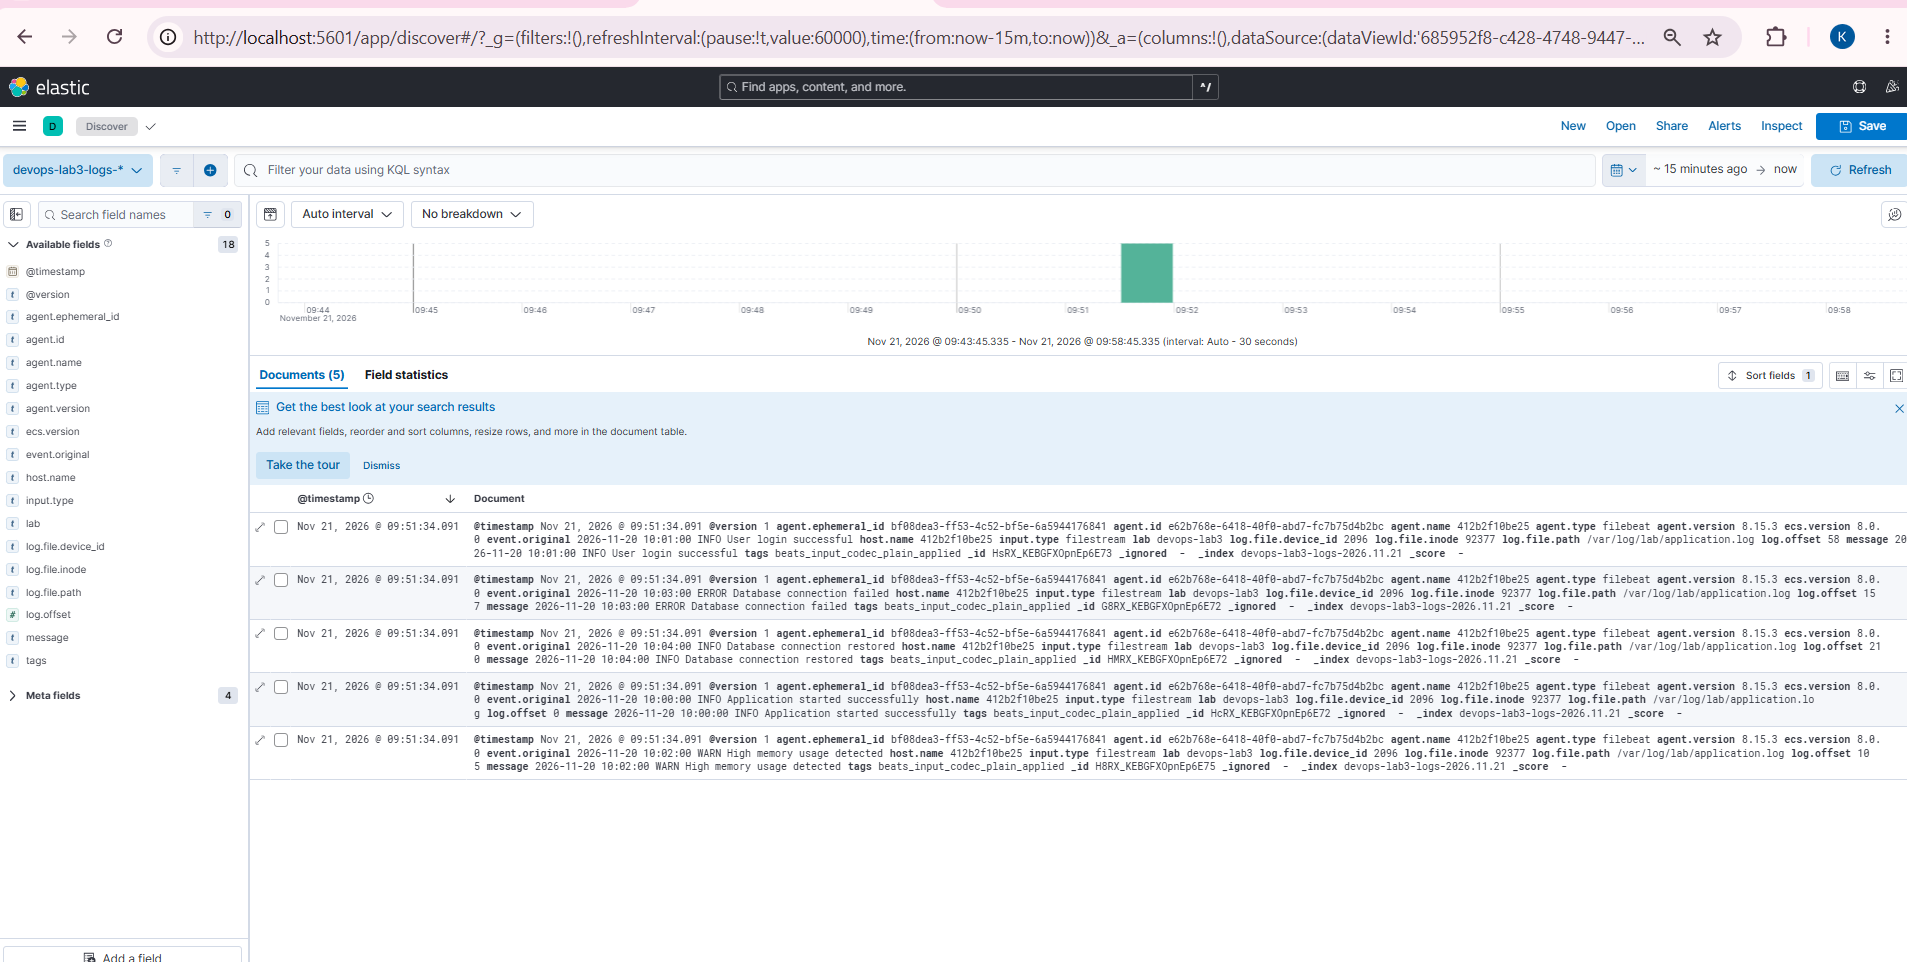 http://localhost:5601/app/discover#/?_g=(filters:!(),refreshInterval:(pause:!t,value:60000),time:(from:now-15m,to:now))&_a=(columns:!(),dataSource:(dataViewId:'685952f8-c428-4748-9447-...
K
elastic
Find apps, content, and more.
^/
D
Discover
New
Open
Share
Alerts
Inspect
Save
devops-lab3-logs-*
Filter your data using KQL syntax
~ 15 minutes ago → now
Refresh
Search field names
0
Auto interval
No breakdown
Available fields
18
@timestamp
@version
agent.ephemeral_id
agent.id
agent.name
agent.type
agent.version
ecs.version
event.original
host.name
input.type
lab
log.file.device_id
log.file.inode
log.file.path
log.offset
message
tags
Meta fields
4
Add a field
5
4
3
2
1
0
09:44
09:45
09:46
09:47
09:48
09:49
09:50
09:51
09:52
09:53
09:54
09:55
09:56
09:57
09:58
November 21, 2026
Nov 21, 2026 @ 09:43:45.335 - Nov 21, 2026 @ 09:58:45.335 (interval: Auto - 30 seconds)
Documents (5)
Field statistics
Sort fields 1
Get the best look at your search results
Add relevant fields, reorder and sort columns, resize rows, and more in the document table.
Take the tour
Dismiss
@timestamp
Document
Nov 21, 2026 @ 09:51:34.091
@timestamp Nov 21, 2026 @ 09:51:34.091 @version 1 agent.ephemeral_id bf08dea3-ff53-4c52-bf5e-6a5944176841 agent.id e62b768e-6418-40f0-abd7-fc7b75d4b2bc agent.name 412b2f10be25 agent.type filebeat agent.version 8.15.3 ecs.version 8.0.
0 event.original 2026-11-20 10:01:00 INFO User login successful host.name 412b2f10be25 input.type filestream lab devops-lab3 log.file.device_id 2096 log.file.inode 92377 log.file.path /var/log/lab/application.log log.offset 58 message 20
26-11-20 10:01:00 INFO User login successful tags beats_input_codec_plain_applied _id HsRX_KEBGFXOpnEp6E73 _ignored - _index devops-lab3-logs-2026.11.21 _score -
Nov 21, 2026 @ 09:51:34.091
@timestamp Nov 21, 2026 @ 09:51:34.091 @version 1 agent.ephemeral_id bf08dea3-ff53-4c52-bf5e-6a5944176841 agent.id e62b768e-6418-40f0-abd7-fc7b75d4b2bc agent.name 412b2f10be25 agent.type filebeat agent.version 8.15.3 ecs.version 8.0.
0 event.original 2026-11-20 10:03:00 ERROR Database connection failed host.name 412b2f10be25 input.type filestream lab devops-lab3 log.file.device_id 2096 log.file.inode 92377 log.file.path /var/log/lab/application.log log.offset 15
7 message 2026-11-20 10:03:00 ERROR Database connection failed tags beats_input_codec_plain_applied _id G8RX_KEBGFXOpnEp6E72 _ignored - _index devops-lab3-logs-2026.11.21 _score -
Nov 21, 2026 @ 09:51:34.091
@timestamp Nov 21, 2026 @ 09:51:34.091 @version 1 agent.ephemeral_id bf08dea3-ff53-4c52-bf5e-6a5944176841 agent.id e62b768e-6418-40f0-abd7-fc7b75d4b2bc agent.name 412b2f10be25 agent.type filebeat agent.version 8.15.3 ecs.version 8.0.
0 event.original 2026-11-20 10:04:00 INFO Database connection restored host.name 412b2f10be25 input.type filestream lab devops-lab3 log.file.device_id 2096 log.file.inode 92377 log.file.path /var/log/lab/application.log log.offset 21
0 message 2026-11-20 10:04:00 INFO Database connection restored tags beats_input_codec_plain_applied _id HMRX_KEBGFXOpnEp6E72 _ignored - _index devops-lab3-logs-2026.11.21 _score -
Nov 21, 2026 @ 09:51:34.091
@timestamp Nov 21, 2026 @ 09:51:34.091 @version 1 agent.ephemeral_id bf08dea3-ff53-4c52-bf5e-6a5944176841 agent.id e62b768e-6418-40f0-abd7-fc7b75d4b2bc agent.name 412b2f10be25 agent.type filebeat agent.version 8.15.3 ecs.version 8.0.
0 event.original 2026-11-20 10:00:00 INFO Application started successfully host.name 412b2f10be25 input.type filestream lab devops-lab3 log.file.device_id 2096 log.file.inode 92377 log.file.path /var/log/lab/application.lo
g log.offset 0 message 2026-11-20 10:00:00 INFO Application started successfully tags beats_input_codec_plain_applied _id HcRX_KEBGFXOpnEp6E72 _ignored - _index devops-lab3-logs-2026.11.21 _score -
Nov 21, 2026 @ 09:51:34.091
@timestamp Nov 21, 2026 @ 09:51:34.091 @version 1 agent.ephemeral_id bf08dea3-ff53-4c52-bf5e-6a5944176841 agent.id e62b768e-6418-40f0-abd7-fc7b75d4b2bc agent.name 412b2f10be25 agent.type filebeat agent.version 8.15.3 ecs.version 8.0.
0 event.original 2026-11-20 10:02:00 WARN High memory usage detected host.name 412b2f10be25 input.type filestream lab devops-lab3 log.file.device_id 2096 log.file.inode 92377 log.file.path /var/log/lab/application.log log.offset 10
5 message 2026-11-20 10:02:00 WARN High memory usage detected tags beats_input_codec_plain_applied _id H8RX_KEBGFXOpnEp6E75 _ignored - _index devops-lab3-logs-2026.11.21 _score -